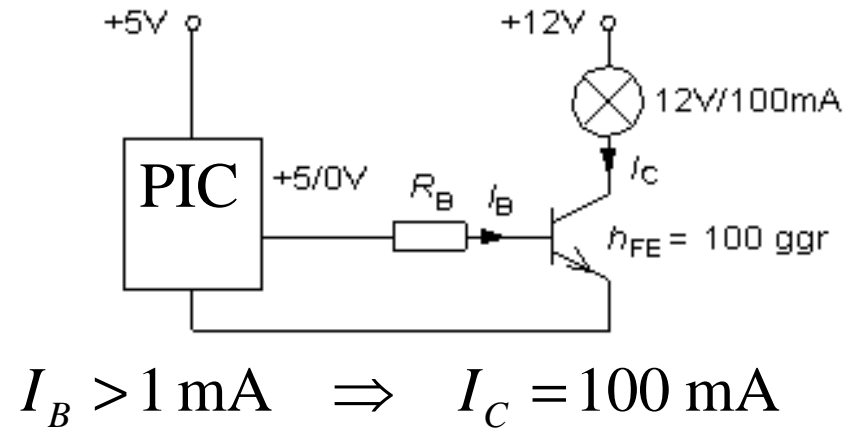 +5V
+12V
12V/100mA
I_C
PIC
+5/0V
R_B
I_B
h_FE = 100 ggr
I_B > 1 mA ⇒ I_C = 100 mA